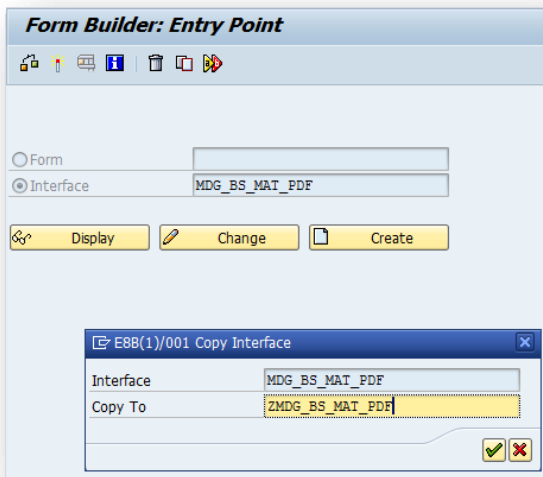 Form Builder: Entry Point
Form
Interface MDG_BS_MAT_PDF
Display Change Create
E8B(1)/001 Copy Interface
Interface MDG_BS_MAT_PDF
Copy To ZMDG_BS_MAT_PDF